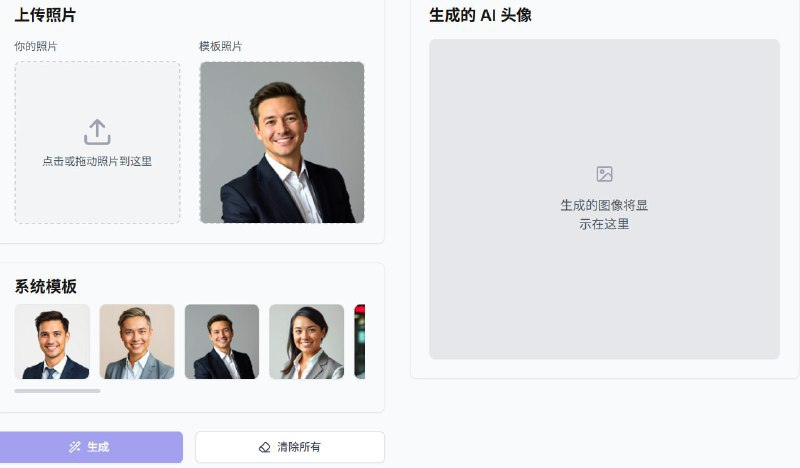 上传照片
你的照片
模板照片
点击或拖动照片到这里
系统模板
生成
清除所有
生成的 AI 头像
生成的图像将显
示在这里